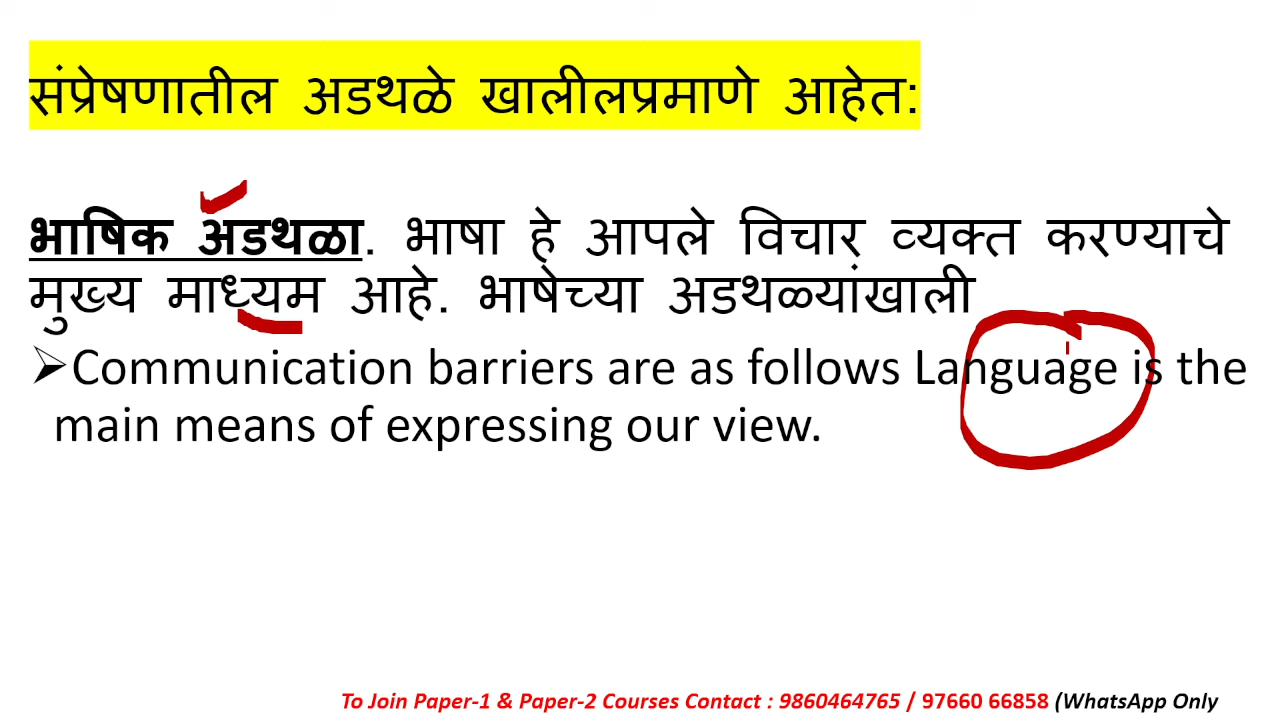 संप्रेषणातील अडथळे खालीलप्रमाणे आहेत:
भाषिक अडथळा. भाषा हे आपले विचार व्यक्त करण्याचे
मुख्य माध्यम आहे. भाषेच्या अडथळ्यांखाली
➢Communication barriers are as follows Language is the
main means of expressing our view.
To Join Paper-1 & Paper-2 Courses Contact : 9860464765 / 97660 66858 (WhatsApp Only